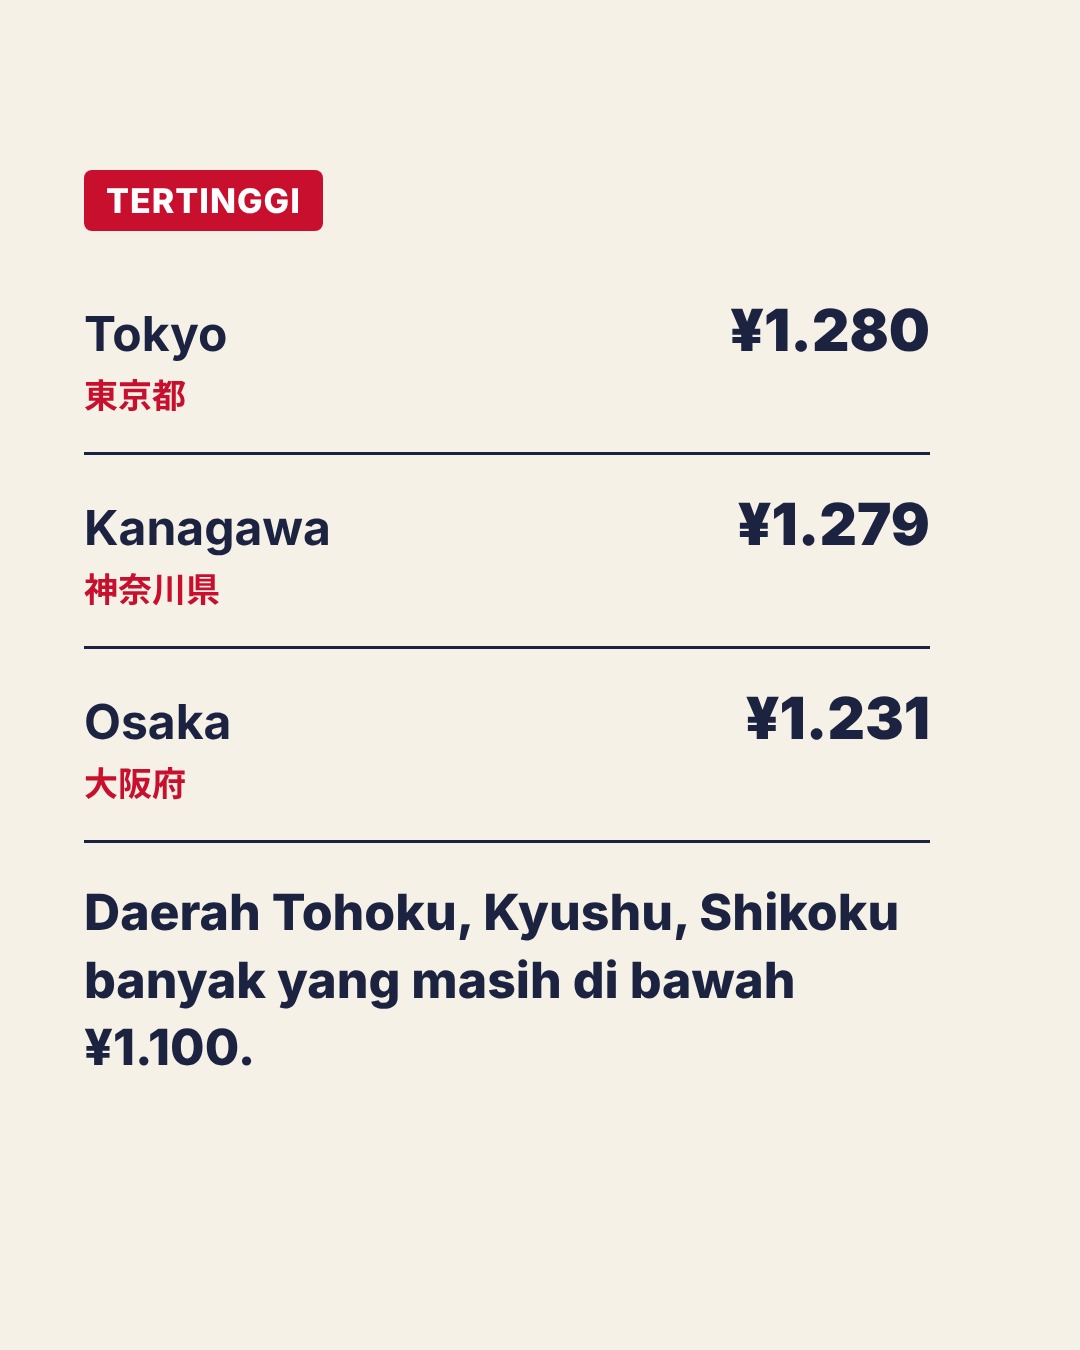 TERTINGGI
Tokyo ¥1.280
東京都
Kanagawa ¥1.279
神奈川県
Osaka ¥1.231
大阪府
Daerah Tohoku, Kyushu, Shikoku
banyak yang masih di bawah
¥1.100.